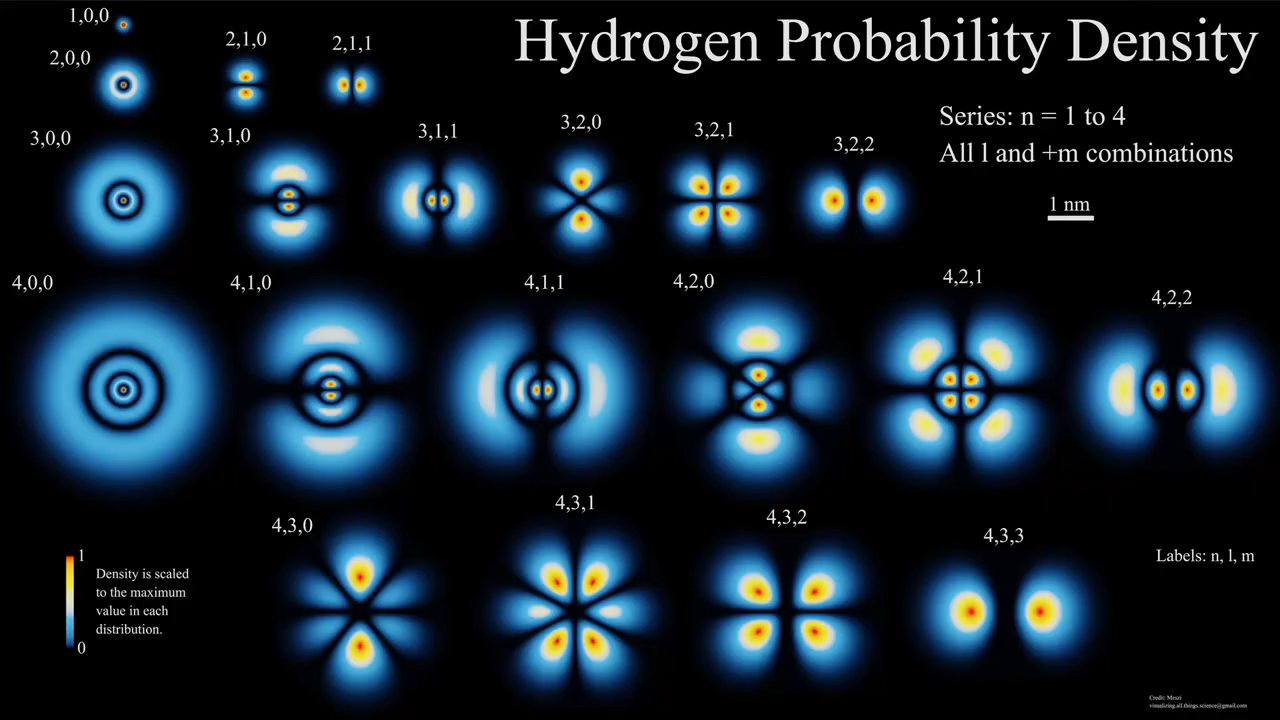 Hydrogen Probability Density
Series: n = 1 to 4
All l and +m combinations
1 nm
1,0,0
2,0,0
2,1,0
2,1,1
3,0,0
3,1,0
3,1,1
3,2,0
3,2,1
3,2,2
4,0,0
4,1,0
4,1,1
4,2,0
4,2,1
4,2,2
4,3,0
4,3,1
4,3,2
4,3,3
1
Density is scaled
to the maximum
value in each
distribution.
0
Labels: n, l, m
Credit: Meszi
visualizing.all.things.science@gmail.com